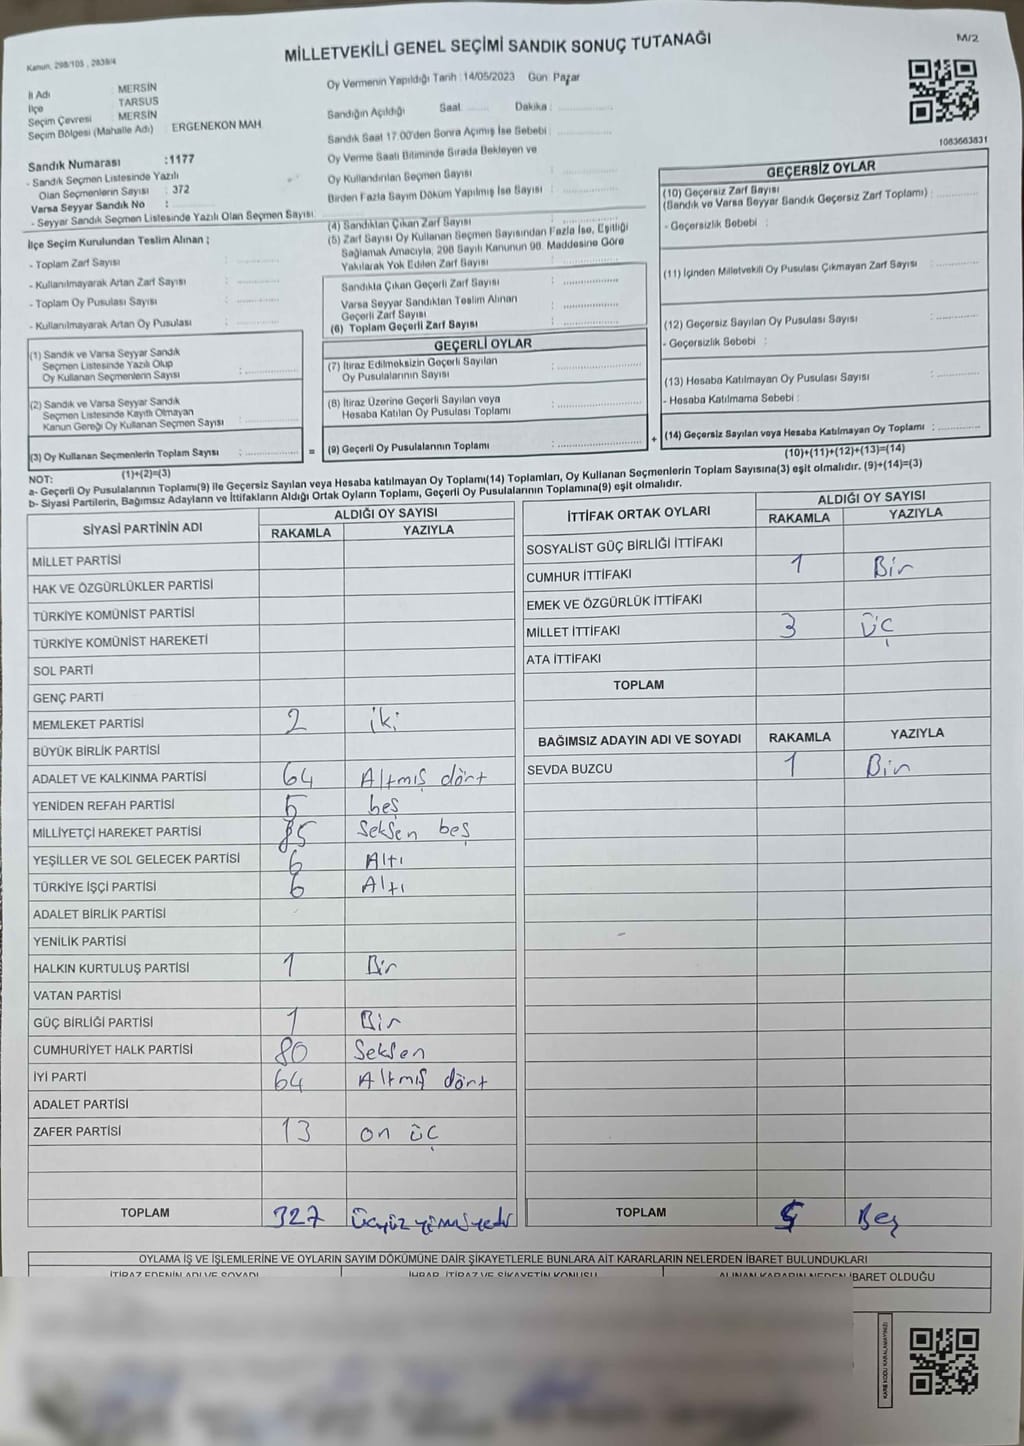 Kanun, 298/105 , 2839/4
MİLLETVEKİLİ GENEL SEÇİMİ SANDIK SONUÇ TUTANAĞI
M/2
İl Adı : MERSİN
İlçe : TARSUS
Seçim Çevresi : MERSİN
Seçim Bölgesi (Mahalle Adı) : ERGENEKON MAH.
Sandık Numarası :1177
- Sandık Seçmen Listesinde Yazılı
Olan Seçmenlerin Sayısı : 372
Varsa Seyyar Sandık No :
- Seyyar Sandık Seçmen Listesinde Yazılı Olan Seçmen Sayısı:
İlçe Seçim Kurulundan Teslim Alınan ;
- Toplam Zarf Sayısı :
- Kullanılmayarak Artan Zarf Sayısı :
- Toplam Oy Pusulası Sayısı :
- Kullanılmayarak Artan Oy Pusulası :
(1) Sandık ve Varsa Seyyar Sandık
Seçmen Listesinde Yazılı Olup
Oy Kullanan Seçmenlerin Sayısı :
(2) Sandık ve Varsa Seyyar Sandık
Seçmen Listesinde Kayıtlı Olmayan
Kanun Gereği Oy Kullanan Seçmen Sayısı :
(3) Oy Kullanan Seçmenlerin Toplam Sayısı :
(1)+(2)=(3)
Oy Vermenin Yapıldığı Tarih :14/05/2023 Gün: Pazar
Sandığın Açıldığı Saat Dakika :
Sandık Saat 17.00'den Sonra Açımış İse Sebebi :
Oy Verme Saati Bitiminde Sırada Bekleyen ve
Oy Kullandırılan Seçmen Sayısı :
Birden Fazla Sayım Döküm Yapılmış İse Sayısı :
(4) Sandıktan Çıkan Zarf Sayısı :
(5) Zarf Sayısı Oy Kullanan Seçmen Sayısından Fazla İse, Eşitliği
Sağlamak Amacıyla, 298 Sayılı Kanunun 98. Maddesine Göre
Yakılarak Yok Edilen Zarf Sayısı :
Sandıkta Çıkan Geçerli Zarf Sayısı :
Varsa Seyyar Sandıktan Teslim Alınan
Geçerli Zarf Sayısı :
(6) Toplam Geçerli Zarf Sayısı :
GEÇERLİ OYLAR
(7) İtiraz Edilmeksizin Geçerli Sayılan
Oy Pusulalarının Sayısı :
(8) İtiraz Üzerine Geçerli Sayılan veya
Hesaba Katılan Oy Pusulası Toplamı :
= (9) Geçerli Oy Pusulalarının Toplamı :
1083663831
GEÇERSİZ OYLAR
(10) Geçersiz Zarf Sayısı
(Sandık ve Varsa Seyyar Sandık Geçersiz Zarf Toplamı) :
- Geçersizlik Sebebi :
(11) İçinden Milletvekili Oy Pusulası Çıkmayan Zarf Sayısı :
(12) Geçersiz Sayılan Oy Pusulası Sayısı :
- Geçersizlik Sebebi :
(13) Hesaba Katılmayan Oy Pusulası Sayısı :
- Hesaba Katılmama Sebebi :
+ (14) Geçersiz Sayılan veya Hesaba Katılmayan Oy Toplamı :
(10)+(11)+(12)+(13)=(14)
NOT:
a- Geçerli Oy Pusulalarının Toplamı(9) ile Geçersiz Sayılan veya Hesaba katılmayan Oy Toplamı(14) Toplamları, Oy Kullanan Seçmenlerin Toplam Sayısına(3) eşit olmalıdır. (9)+(14)=(3)
b- Siyasi Partilerin, Bağımsız Adayların ve İttifakların Aldığı Ortak Oyların Toplamı, Geçerli Oy Pusulalarının Toplamına(9) eşit olmalıdır.
SİYASİ PARTİNİN ADI ALDIĞI OY SAYISI
RAKAMLA YAZIYLA
MİLLET PARTİSİ
HAK VE ÖZGÜRLÜKLER PARTİSİ
TÜRKİYE KOMÜNİST PARTİSİ
TÜRKİYE KOMÜNİST HAREKETİ
SOL PARTİ
GENÇ PARTİ
MEMLEKET PARTİSİ 2 iki
BÜYÜK BİRLİK PARTİSİ
ADALET VE KALKINMA PARTİSİ 64 Altmış dört
YENİDEN REFAH PARTİSİ 5 beş
MİLLİYETÇİ HAREKET PARTİSİ 85 Seksen beş
YEŞİLLER VE SOL GELECEK PARTİSİ 6 Altı
TÜRKİYE İŞÇİ PARTİSİ 6 Altı
ADALET BİRLİK PARTİSİ
YENİLİK PARTİSİ
HALKIN KURTULUŞ PARTİSİ 1 Bir
VATAN PARTİSİ
GÜÇ BİRLİĞİ PARTİSİ 1 Bir
CUMHURİYET HALK PARTİSİ 80 Seksen
İYİ PARTİ 64 Altmış dört
ADALET PARTİSİ
ZAFER PARTİSİ 13 on üç
TOPLAM 327 üçyüz yirmi yedi
İTTİFAK ORTAK OYLARI ALDIĞI OY SAYISI
RAKAMLA YAZIYLA
SOSYALİST GÜÇ BİRLİĞİ İTTİFAKI
CUMHUR İTTİFAKI 1 Bir
EMEK VE ÖZGÜRLÜK İTTİFAKI
MİLLET İTTİFAKI 3 üç
ATA İTTİFAKI
TOPLAM
BAĞIMSIZ ADAYIN ADI VE SOYADI RAKAMLA YAZIYLA
SEVDA BUZCU 1 Bir
TOPLAM 5 Beş
OYLAMA İŞ VE İŞLEMLERİNE VE OYLARIN SAYIM DÖKÜMÜNE DAİR ŞİKAYETLERLE BUNLARA AİT KARARLARIN NELERDEN İBARET BULUNDUKLARI
İTİRAZ EDENİN ADI VE SOYADI İHBAR, İTİRAZ VE ŞİKAYETİN KONUSU ALINAN KARARIN NEDEN İBARET OLDUĞU
KARE KODU KARALAMAYINIZ!